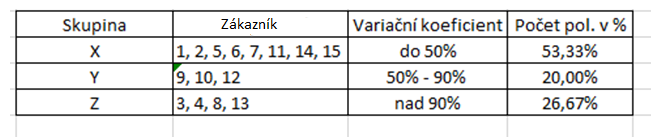 Skupina Zákazník Variační koeficient Počet pol. v %
X 1, 2, 5, 6, 7, 11, 14, 15 do 50% 53,33%
Y 9, 10, 12 50% - 90% 20,00%
Z 3, 4, 8, 13 nad 90% 26,67%